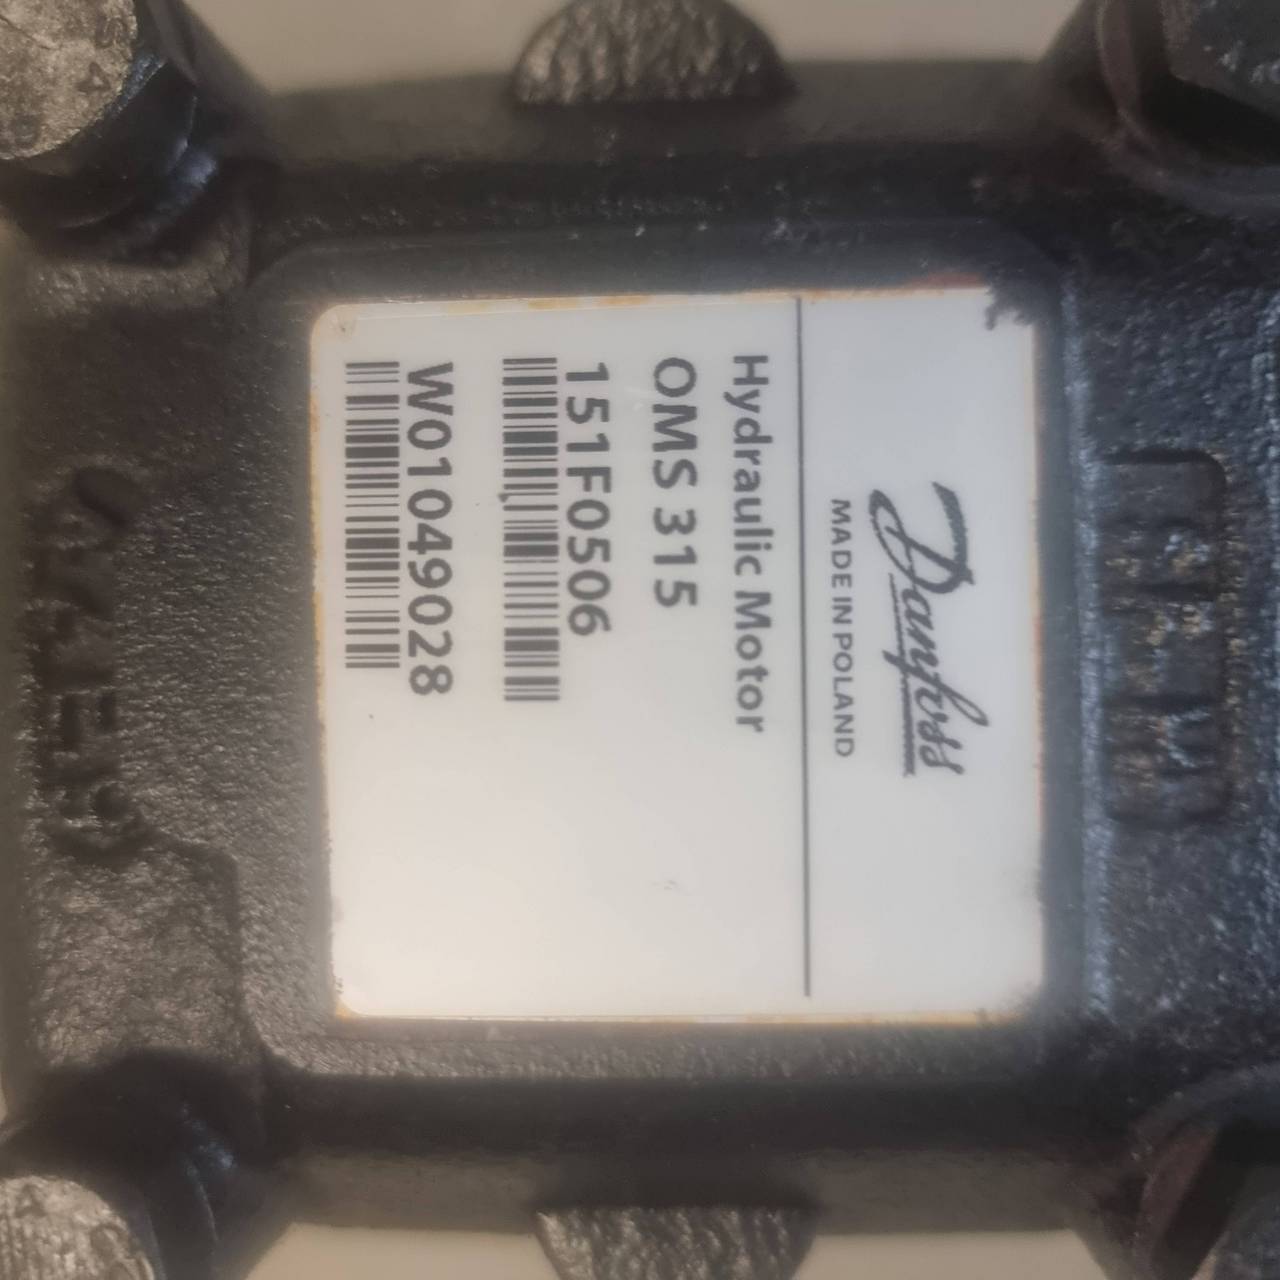 Danfoss
MADE IN POLAND
Hydraulic Motor
OMS 315
151F0506
W01049028